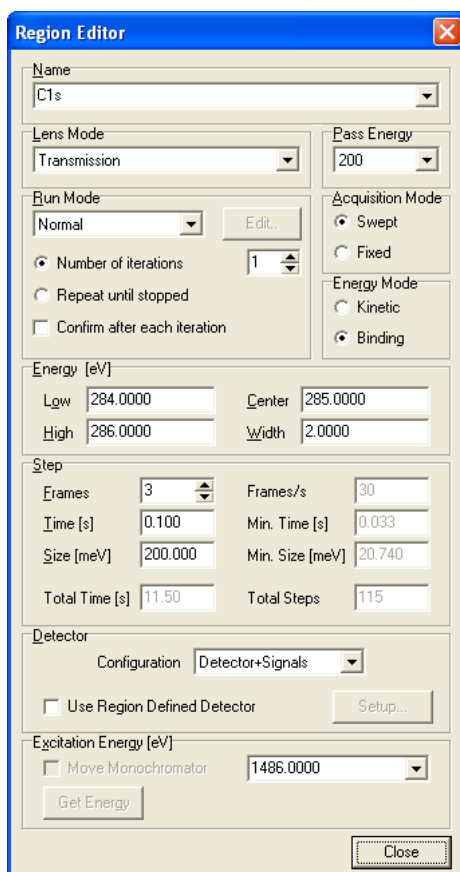 Region Editor
Name
C1s
Lens Mode
Pass Energy
Transmission
200
Run Mode
Acquisition Mode
Normal
Edit..
Swept
Number of iterations
1
Fixed
Repeat until stopped
Energy Mode
Kinetic
Confirm after each iteration
Binding
Energy [eV]
Low 284.0000 Center 285.0000
High 286.0000 Width 2.0000
Step
Frames 3 Frames/s 30
Time [s] 0.100 Min. Time [s] 0.033
Size [meV] 200.000 Min. Size [meV] 20.740
Total Time [s] 11.50 Total Steps 115
Detector
Configuration Detector+Signals
Use Region Defined Detector Setup...
Excitation Energy [eV]
Move Monochromator 1486.0000
Get Energy
Close